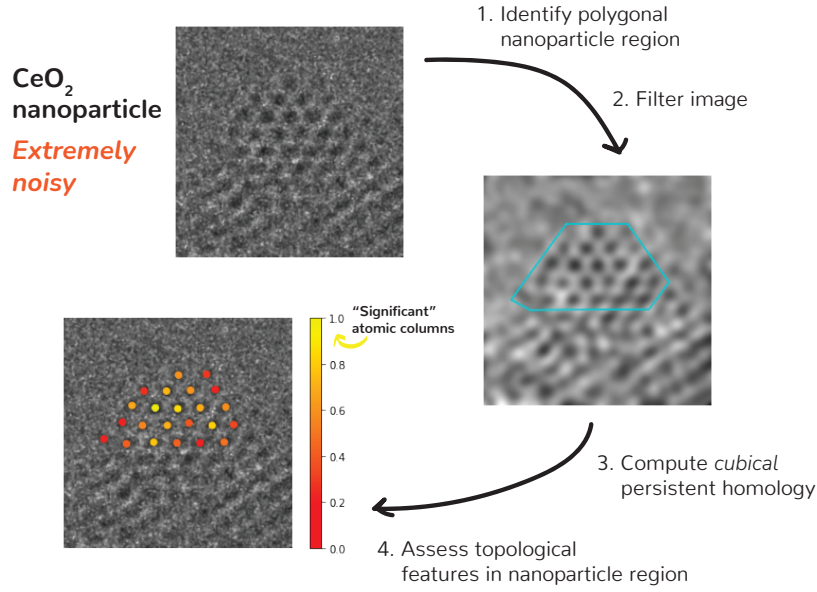 CeO₂
nanoparticle
Extremely
noisy
1. Identify polygonal
nanoparticle region
2. Filter image
3. Compute cubical
persistent homology
4. Assess topological
features in nanoparticle region
“Significant”
atomic columns
1.0
0.8
0.6
0.4
0.2
0.0